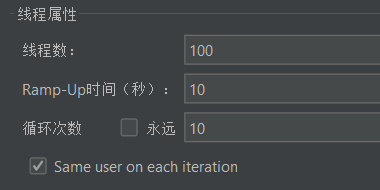 线程属性
线程数： 100
Ramp-Up时间（秒）： 10
循环次数 永远 10
Same user on each iteration